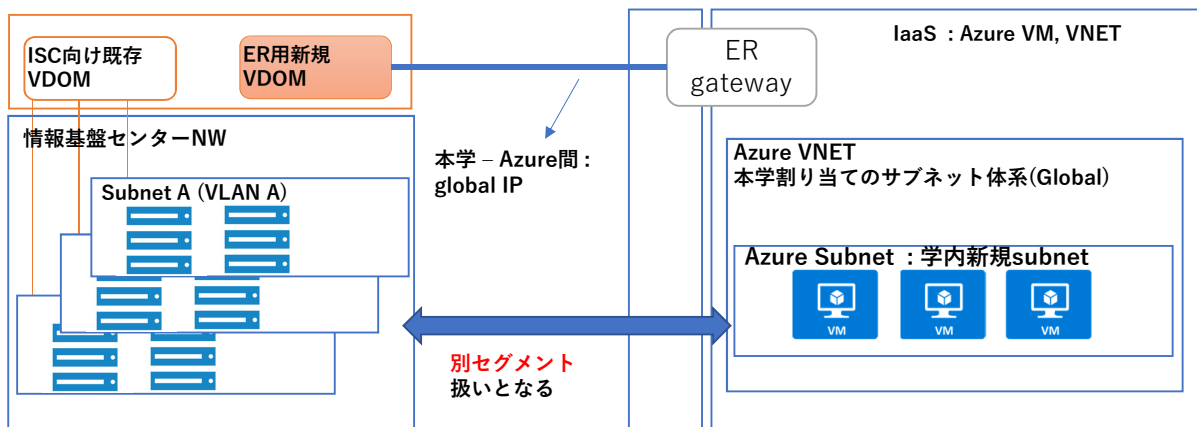 ISC向け既存
VDOM
ER用新規
VDOM
ER
gateway
IaaS : Azure VM, VNET
情報基盤センターNW
Subnet A (VLAN A)
本学 – Azure間 :
global IP
Azure VNET
本学割り当てのサブネット体系(Global)
Azure Subnet : 学内新規subnet
VM
VM
VM
別セグメント
扱いとなる